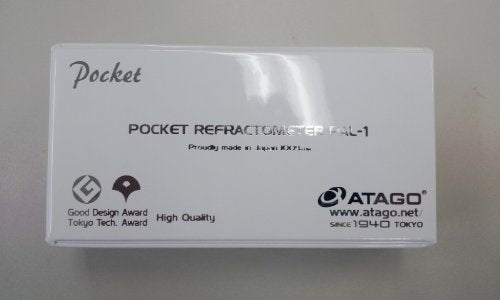 Pocket
POCKET REFRACTOMETER PAL-1
Proudly made in Japan 100%
Good Design Award
Tokyo Tech. Award
High Quality
ATAGO®
www.atago.net/
SINCE 1940 TOKYO